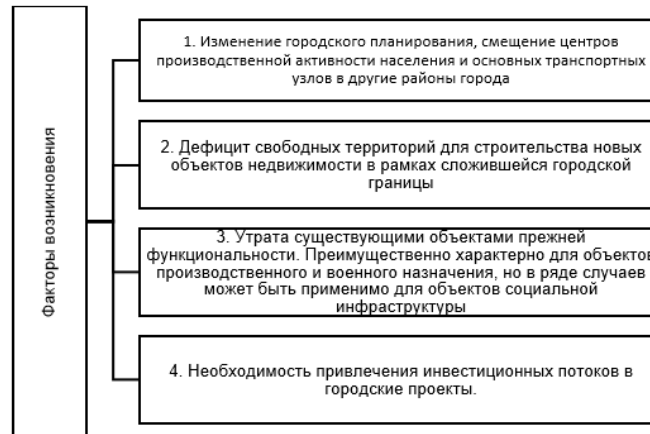 Факторы возникновения
1. Изменение городского планирования, смещение центров
производственной активности населения и основных транспортных
узлов в другие районы города
2. Дефицит свободных территорий для строительства новых
объектов недвижимости в рамках сложившейся городской
границы
3. Утрата существующими объектами прежней
функциональности. Преимущественно характерно для объектов
производственного и военного назначения, но в ряде случаев
может быть применимо для объектов социальной
инфраструктуры
4. Необходимость привлечения инвестиционных потоков в
городские проекты.